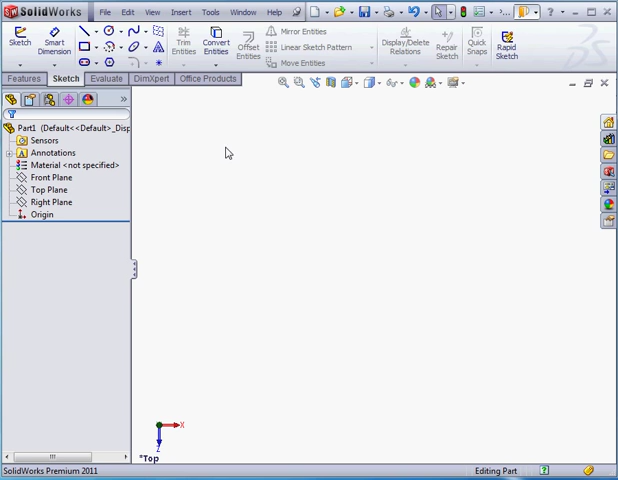 SolidWorks File Edit View Insert Tools Window Help
Sketch Smart Dimension Trim Entities Convert Entities Offset Entities Mirror Entities Linear Sketch Pattern Move Entities Display/Delete Relations Repair Sketch Quick Snaps Rapid Sketch
Features Sketch Evaluate DimXpert Office Products
Part1 (Default<<Default>_Disp
Sensors
Annotations
Material <not specified>
Front Plane
Top Plane
Right Plane
Origin
X
Z
*Top
SolidWorks Premium 2011 Editing Part